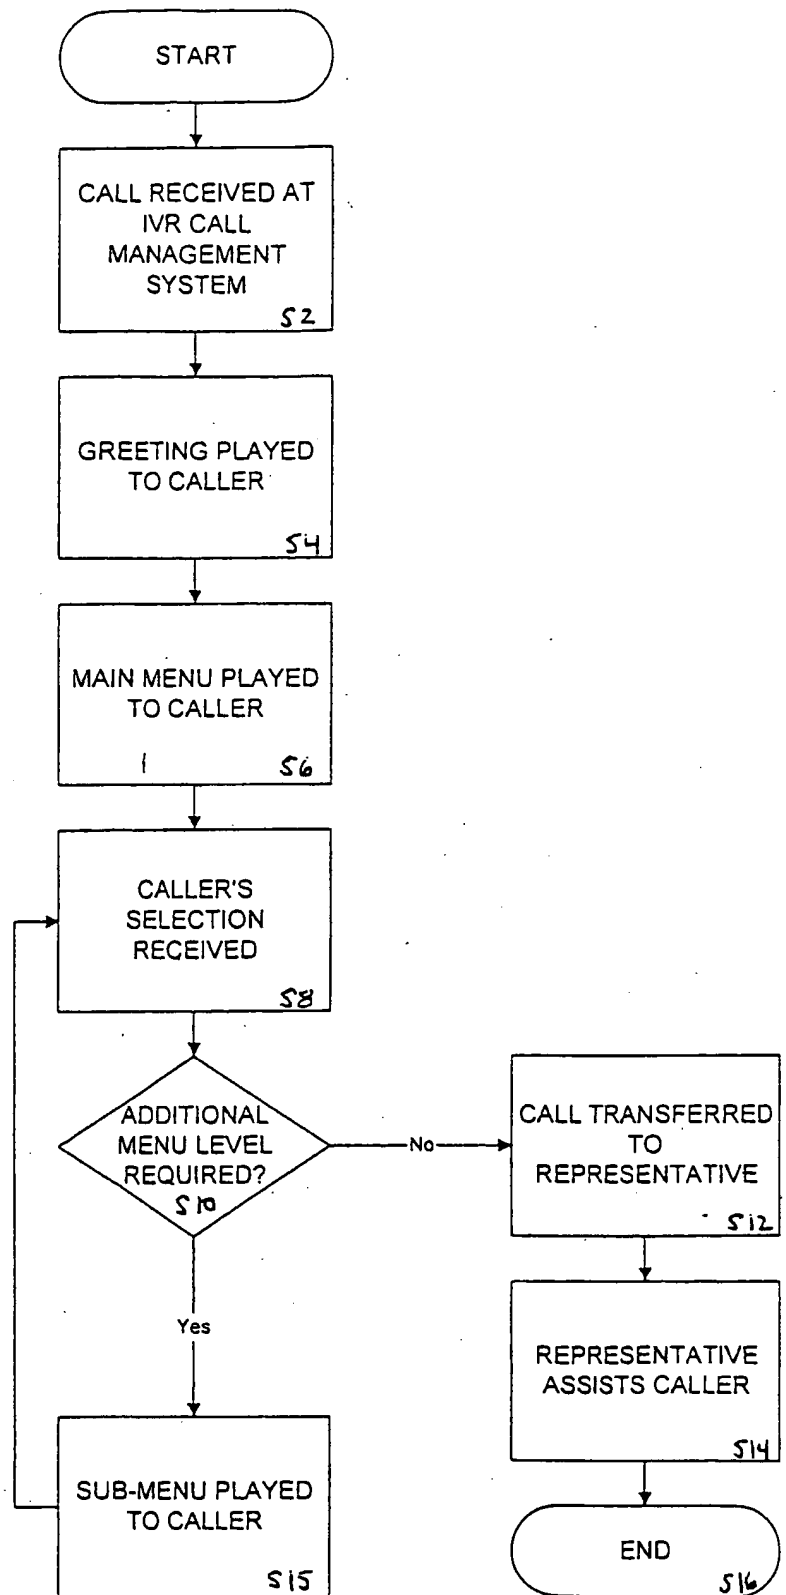 START
CALL RECEIVED AT
IVR CALL
MANAGEMENT
SYSTEM
S2
GREETING PLAYED
TO CALLER
S4
MAIN MENU PLAYED
TO CALLER
S6
CALLER'S
SELECTION
RECEIVED
S8
ADDITIONAL
MENU LEVEL
REQUIRED?
S10
No
CALL TRANSFERRED
TO
REPRESENTATIVE
S12
REPRESENTATIVE
ASSISTS CALLER
S14
END
S16
Yes
SUB-MENU PLAYED
TO CALLER
S15